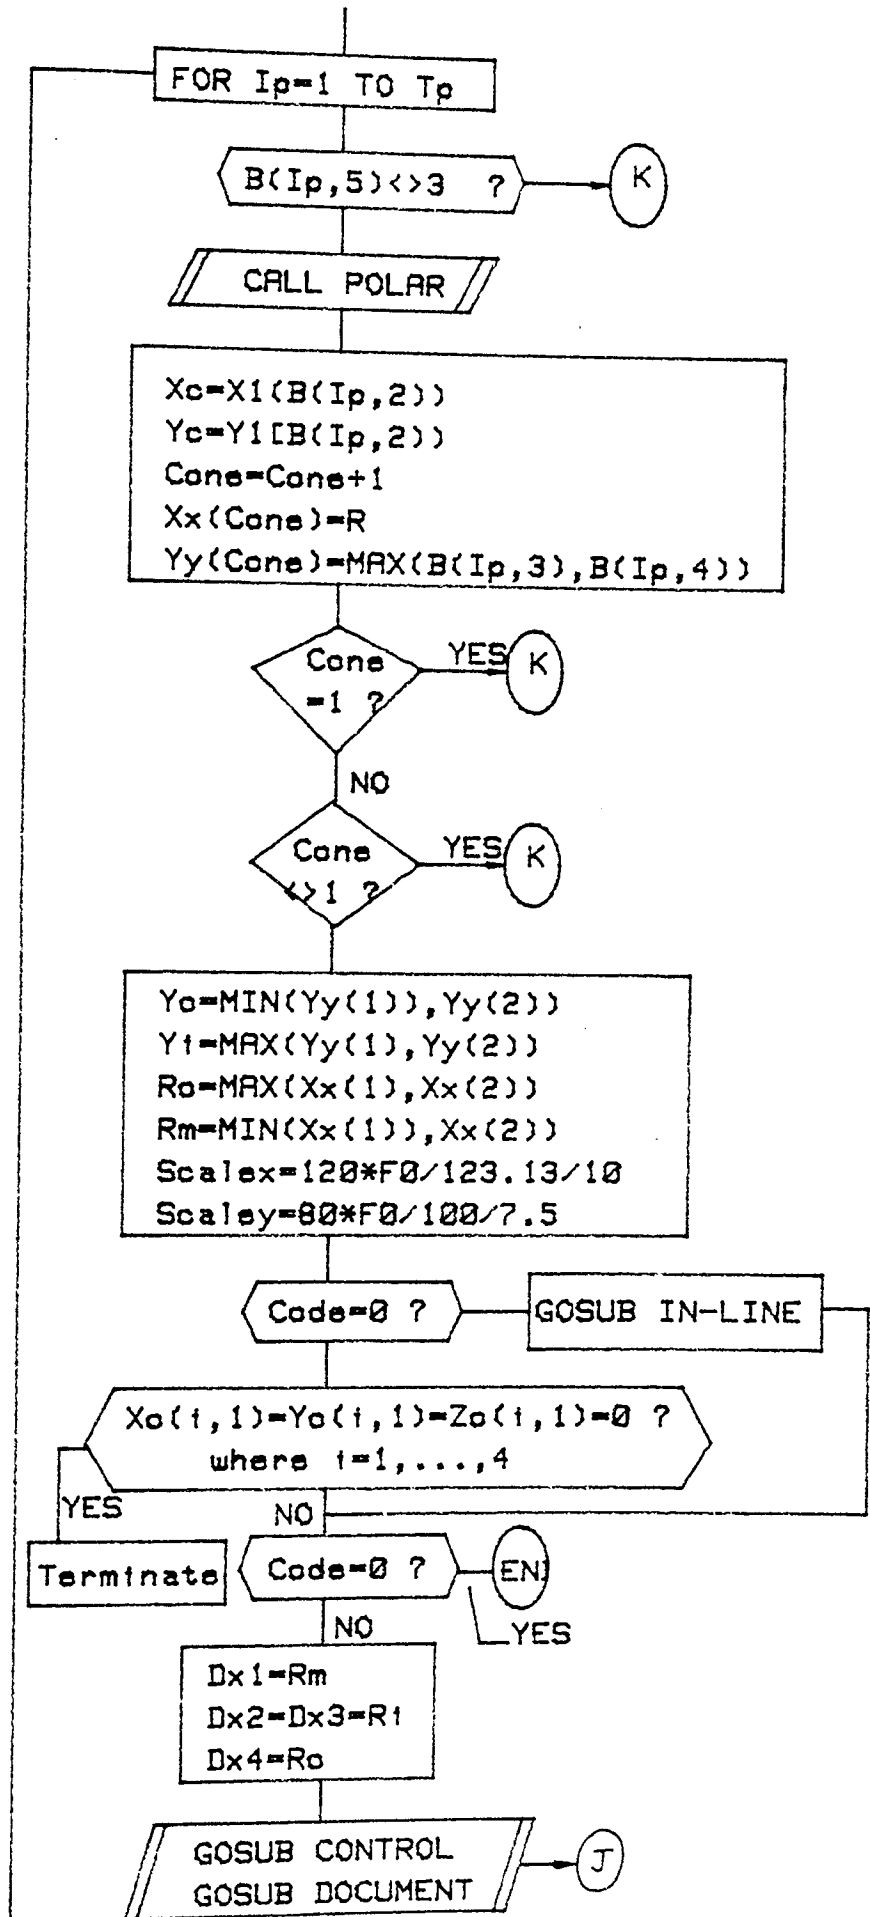 FOR Ip=1 TO Tp
B(Ip,5)<>3 ?
K
CALL POLAR
Xc=X1(B(Ip,2))
Yc=Y1[B(Ip,2))
Cone=Cone+1
Xx(Cone)=R
Yy(Cone)=MAX(B(Ip,3),B(Ip,4))
Cone
=1 ?
YES
K
NO
Cone
<>1 ?
YES
K
Yo=MIN(Yy(1)),Yy(2))
Yi=MAX(Yy(1),Yy(2))
Ro=MAX(Xx(1),Xx(2))
Rm=MIN(Xx(1)),Xx(2))
Scalex=120*F0/123.13/10
Scaley=80*F0/100/7.5
Code=0 ?
GOSUB IN-LINE
Xo(i,1)=Yo(i,1)=Zo(i,1)=0 ?
where i=1,...,4
YES
NO
Terminate
Code=0 ?
EN
YES
NO
Dx1=Rm
Dx2=Dx3=Ri
Dx4=Ro
GOSUB CONTROL
GOSUB DOCUMENT
J